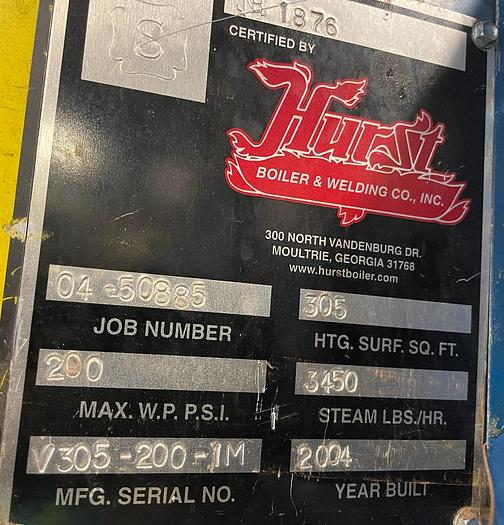 S
NB 1876
CERTIFIED BY
Hurst
BOILER & WELDING CO., INC.
300 NORTH VANDENBURG DR.
MOULTRIE, GEORGIA 31768
www.hurstboiler.com
04-50885
JOB NUMBER
305
HTG. SURF. SQ. FT.
200
MAX. W.P. P.S.I.
3450
STEAM LBS./HR.
V305-200-1M
MFG. SERIAL NO.
2004
YEAR BUILT